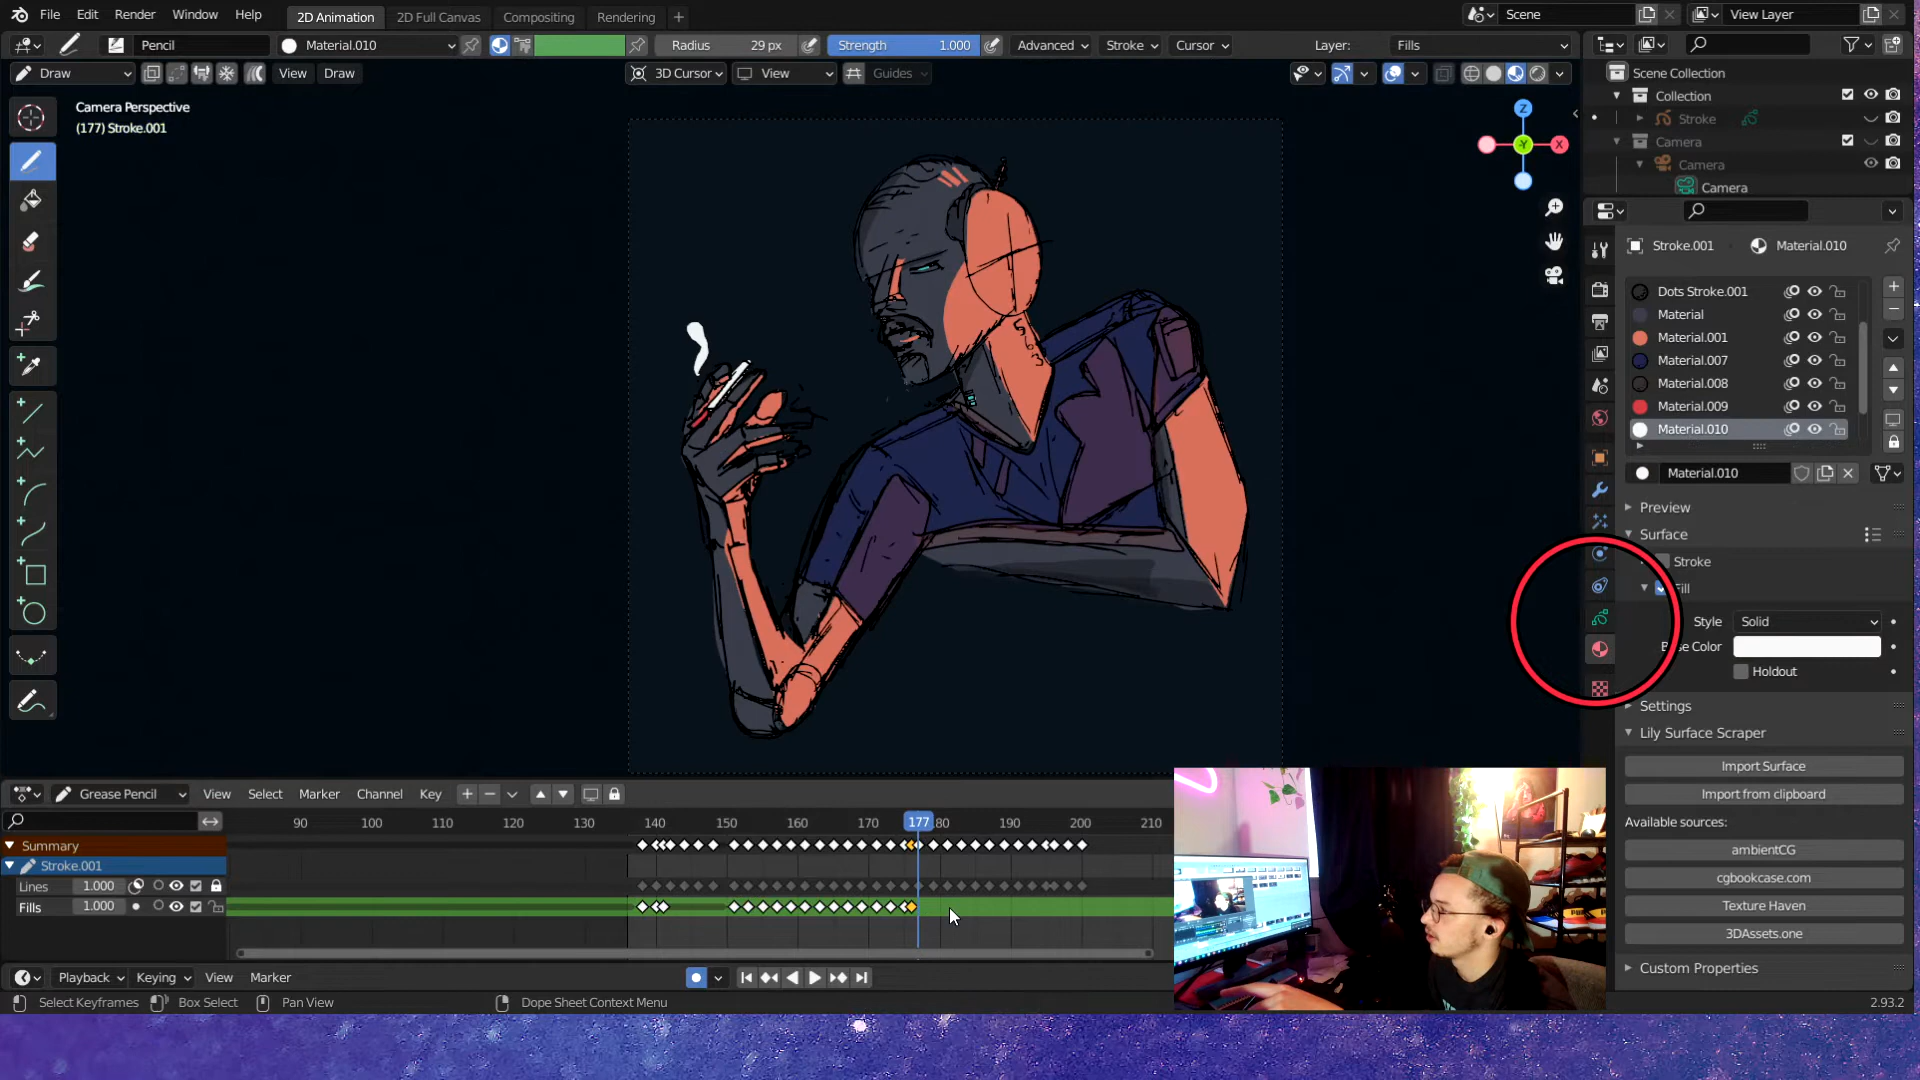 File Edit Render Window Help 2D Animation 2D Full Canvas Compositing Rendering + Scene View Layer
Pencil Material.010 Radius 29 px Strength 1.000 Advanced Stroke Cursor Layer: Fills
Draw View Draw 3D Cursor View Guides
Scene Collection
Collection
Stroke
Camera
Camera
Camera
Camera Perspective
(177) Stroke.001
Z
-Y
X
Stroke.001 Material.010
Dots Stroke.001
Material
Material.001
Material.007
Material.008
Material.009
Material.010
Material.010
Preview
Surface
Stroke
Fill
Style Solid
Base Color
Holdout
Settings
Lily Surface Scraper
Import Surface
Import from clipboard
Available sources:
ambientCG
cgbookcase.com
Texture Haven
3DAssets.one
Custom Properties
Grease Pencil View Select Marker Channel Key
90 100 110 120 130 140 150 160 170 177 180 190 200 210
Summary
Stroke.001
Lines 1.000
Fills 1.000
Playback Keying View Marker
Select Keyframes Box Select Pan View Dope Sheet Context Menu 2.93.2